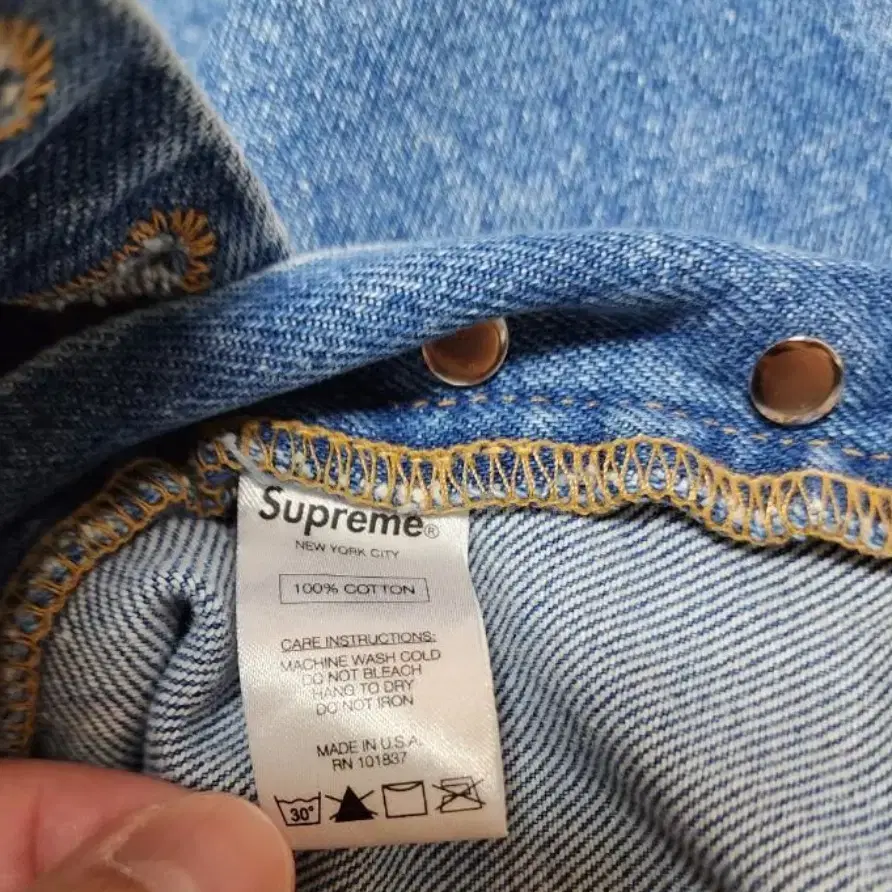 Supreme®
NEW YORK CITY
100% COTTON
CARE INSTRUCTIONS:
MACHINE WASH COLD
DO NOT BLEACH
HANG TO DRY
DO NOT IRON
MADE IN U.S.A.
RN 101837
30°